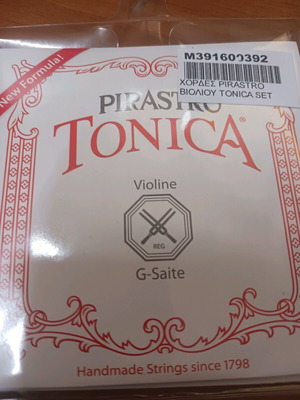 M391600392
ΧΟΡΔΕΣ PIRASTRO
ΒΙΟΛΙΟΥ TONICA SET
New Formula!
PIRASTRO
TONICA®
Violine
REG
G-Saite
Handmade Strings since 1798